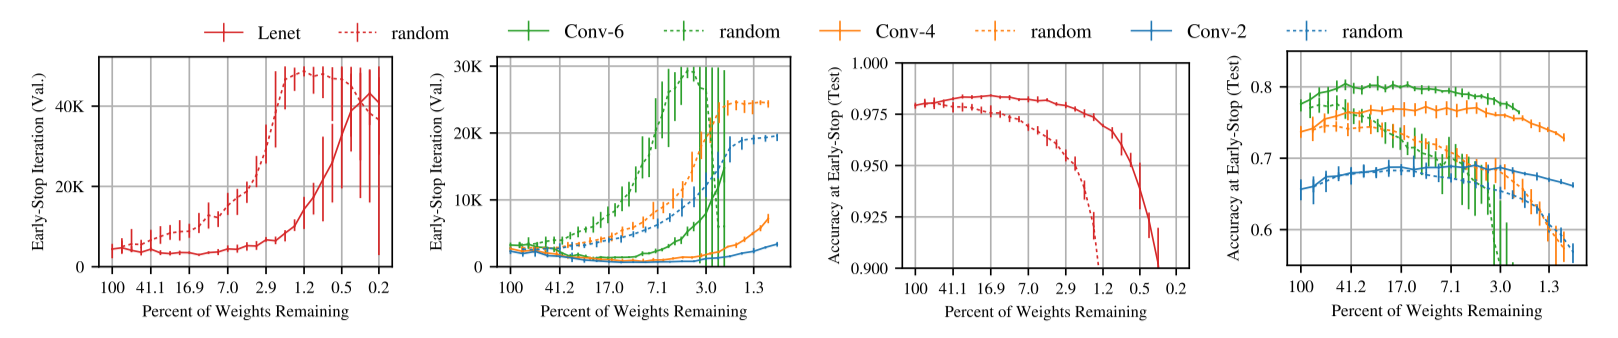 Lenet random Conv-6 random Conv-4 random Conv-2 random
Early-Stop Iteration (Val.)
40K
20K
0
100 41.1 16.9 7.0 2.9 1.2 0.5 0.2
Percent of Weights Remaining
Early-Stop Iteration (Val.)
30K
20K
10K
0
100 41.2 17.0 7.1 3.0 1.3
Percent of Weights Remaining
Accuracy at Early-Stop (Test)
1.000
0.975
0.950
0.925
0.900
100 41.1 16.9 7.0 2.9 1.2 0.5 0.2
Percent of Weights Remaining
Accuracy at Early-Stop (Test)
0.8
0.7
0.6
100 41.2 17.0 7.1 3.0 1.3
Percent of Weights Remaining